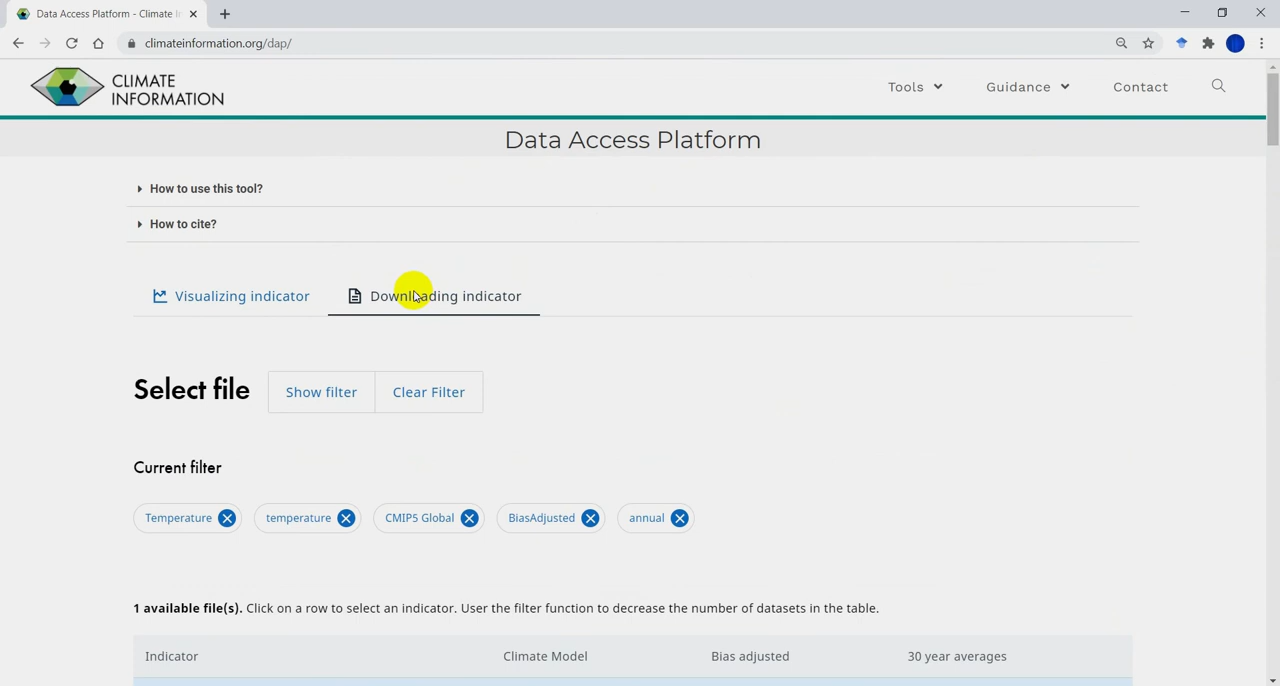 Data Access Platform - Climate I
climateinformation.org/dap/
CLIMATE
INFORMATION
Tools
Guidance
Contact
Data Access Platform
How to use this tool?
How to cite?
Visualizing indicator
Downloading indicator
Select file
Show filter
Clear Filter
Current filter
Temperature
temperature
CMIP5 Global
BiasAdjusted
annual
1 available file(s). Click on a row to select an indicator. User the filter function to decrease the number of datasets in the table.
Indicator
Climate Model
Bias adjusted
30 year averages